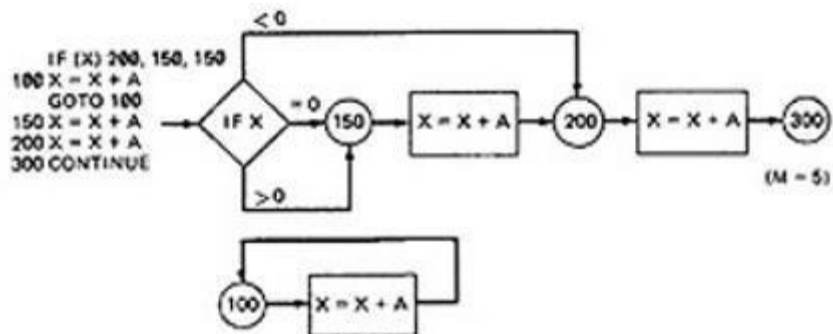 <0
IF (X) 200, 150, 150
100 X = X + A
GOTO 100
150 X = X + A
200 X = X + A
300 CONTINUE
IF X
= 0
150
X = X + A
200
X = X + A
300
>0
(M = 5)
100
X = X + A